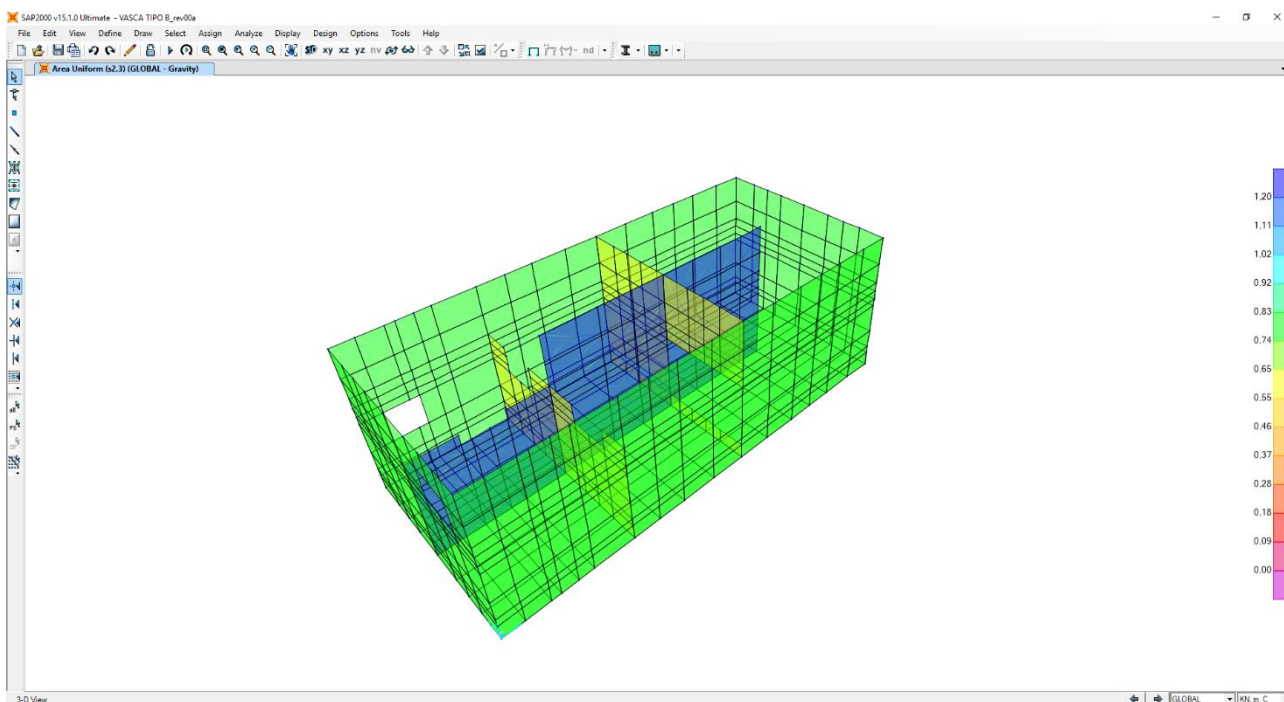 SAP2000 v15.1.0 Ultimate - VASCA TIPO B_rev00a
File Edit View Define Draw Select Assign Analyze Display Design Options Tools Help
xy xz yz nv nd
Area Uniform (s2,3) (GLOBAL - Gravity)
1,20
1,11
1,02
0,92
0,83
0,74
0,65
0,55
0,46
0,37
0,28
0,18
0,09
0,00
3-D View GLOBAL KN, m, C